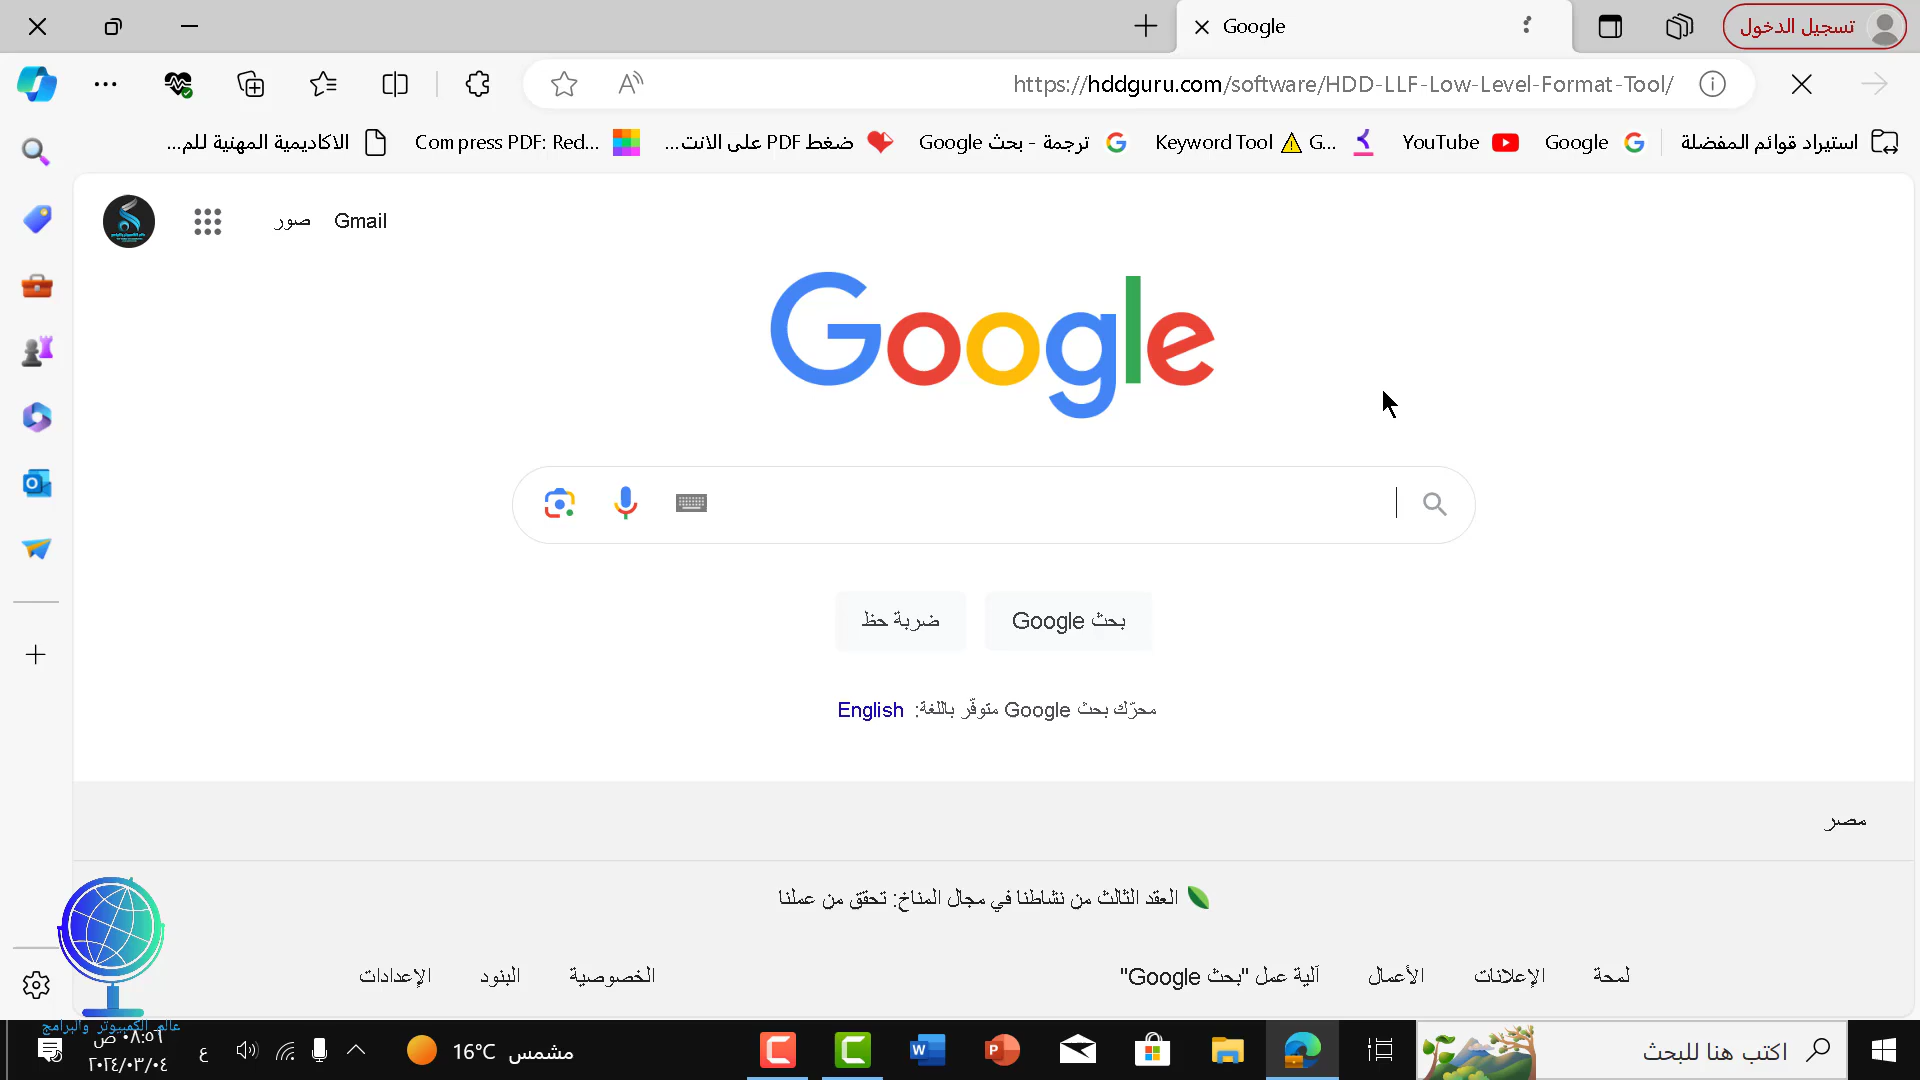 Google
تسجيل الدخول
https://hddguru.com/software/HDD-LLF-Low-Level-Format-Tool/
استيراد قوائم المفضلة
Google
YouTube
Keyword Tool ⚠ G...
ترجمة - بحث Google
ضغط PDF على الانت...
Compress PDF: Red...
الاكاديمية المهنية للم...
Gmail
صور
Google
بحث Google
ضربة حظ
محرّك بحث Google متوفّر باللغة: English
مصر
العقد الثالث من نشاطنا في مجال المناخ: تحقق من عملنا
لمحة
الإعلانات
الأعمال
آلية عمل "بحث Google"
الخصوصية
البنود
الإعدادات
عالم الكمبيوتر والبرامج
اكتب هنا للبحث
16°C مشمس
ع
٠٨:٥٦ ص
٢٠٢٤/٠٣/٠٤